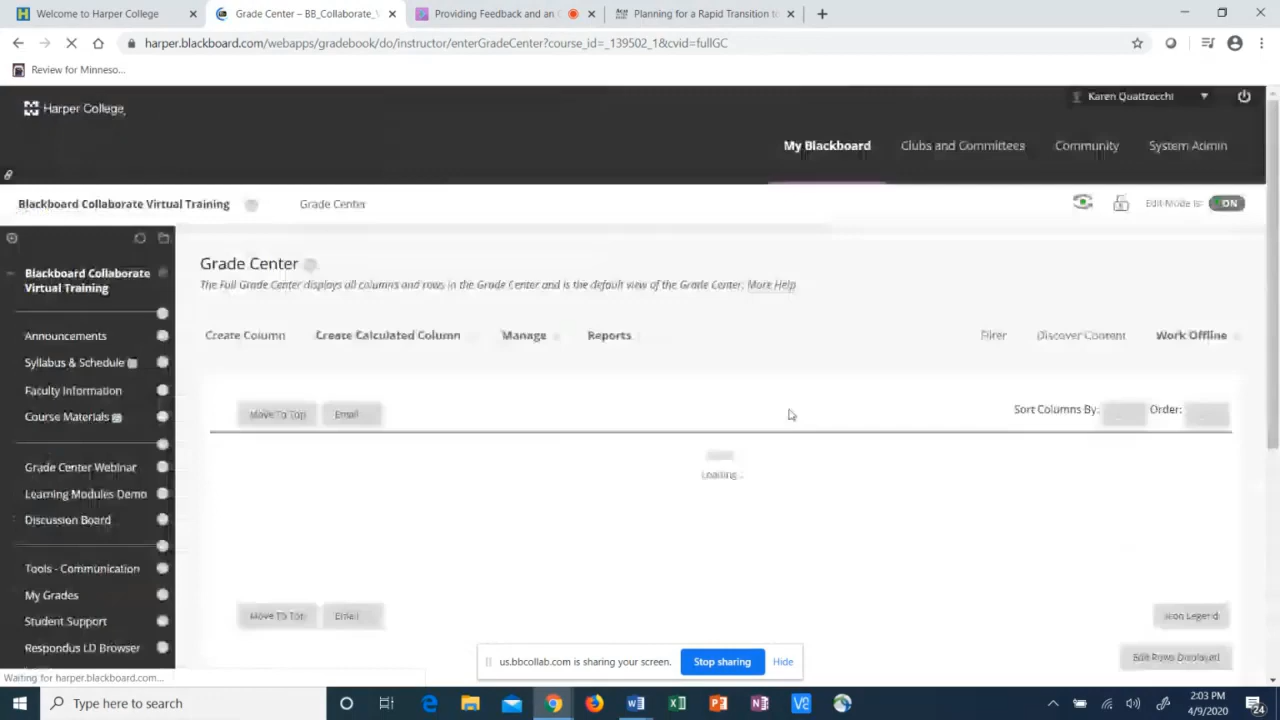 Welcome to Harper College
Grade Center – BB_Collaborate_
Providing Feedback and an
Planning for a Rapid Transition to
harper.blackboard.com/webapps/gradebook/do/instructor/enterGradeCenter?course_id=_139502_1&cvid=fullGC
Review for Minneso...
Harper College
Karen Quattrocchi
My Blackboard
Clubs and Committees
Community
System Admin
Blackboard Collaborate Virtual Training
Grade Center
Edit Mode is:
ON
Blackboard Collaborate
Virtual Training
Announcements
Syllabus & Schedule
Faculty Information
Course Materials
Grade Center Webinar
Learning Modules Demo
Discussion Board
Tools - Communication
My Grades
Student Support
Respondus LD Browser
Grade Center
The Full Grade Center displays all columns and rows in the Grade Center and is the default view of the Grade Center. More Help
Create Column
Create Calculated Column
Manage
Reports
Filter
Discover Content
Work Offline
Move To Top
Email
Sort Columns By:
Order:
Loading...
Move To Top
Email
Icon Legend
Edit Rows Displayed
us.bbcollab.com is sharing your screen.
Stop sharing
Hide
Waiting for harper.blackboard.com...
Type here to search
2:03 PM
4/9/2020
24